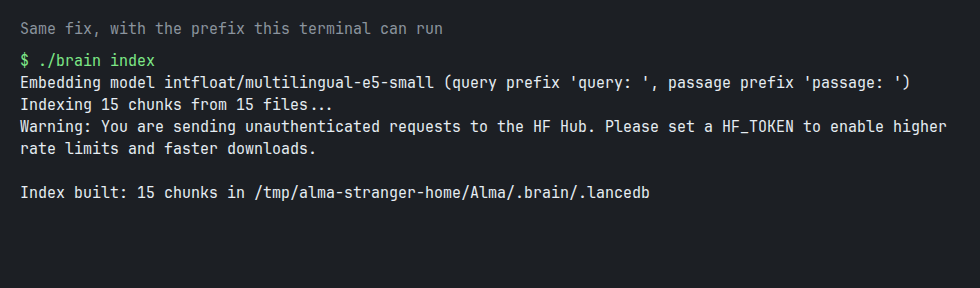 Same fix, with the prefix this terminal can run
$ ./brain index
Embedding model intfloat/multilingual-e5-small (query prefix 'query: ', passage prefix 'passage: ')
Indexing 15 chunks from 15 files...
Warning: You are sending unauthenticated requests to the HF Hub. Please set a HF_TOKEN to enable higher
rate limits and faster downloads.
Index built: 15 chunks in /tmp/alma-stranger-home/Alma/.brain/.lancedb